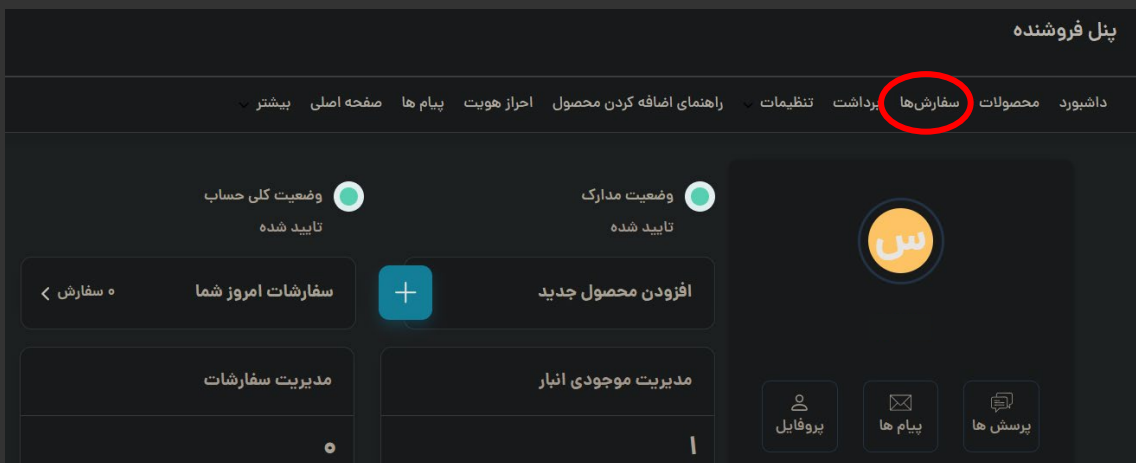 پنل فروشنده
داشبورد محصولات سفارش‌ها برداشت تنظیمات راهنمای اضافه کردن محصول احراز هویت پیام ها صفحه اصلی بیشتر
س
پرسش ها پیام ها پروفایل
وضعیت مدارک
تایید شده
وضعیت کلی حساب
تایید شده
افزودن محصول جدید
سفارشات امروز شما ۰ سفارش
مدیریت موجودی انبار
۱
مدیریت سفارشات
۰